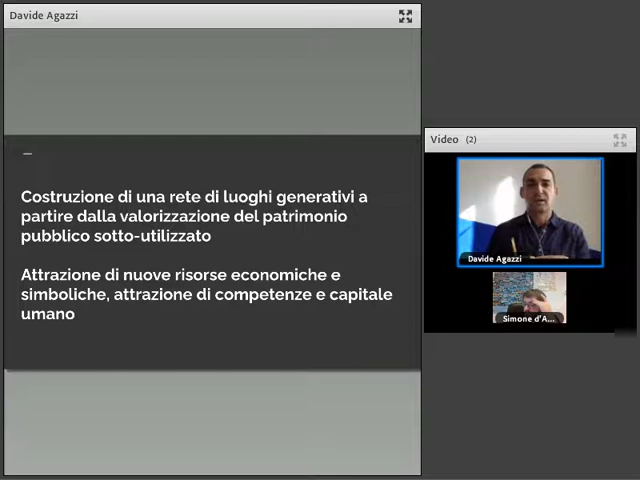 Davide Agazzi
Video (2)
—
Costruzione di una rete di luoghi generativi a
partire dalla valorizzazione del patrimonio
pubblico sotto-utilizzato
Attrazione di nuove risorse economiche e
simboliche, attrazione di competenze e capitale
umano
Davide Agazzi
Simone d'A...